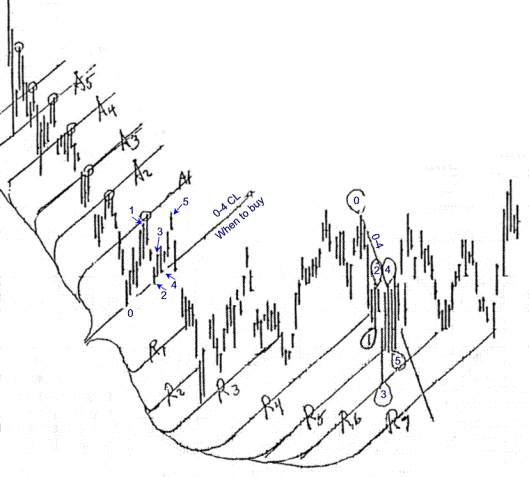 A5
A4
A3
A2
A1
1
5
3
4
2
0
0-4 CL
When to buy
0
0-4
2
4
1
5
3
R1
R2
R3
R4
R5
R6
R7